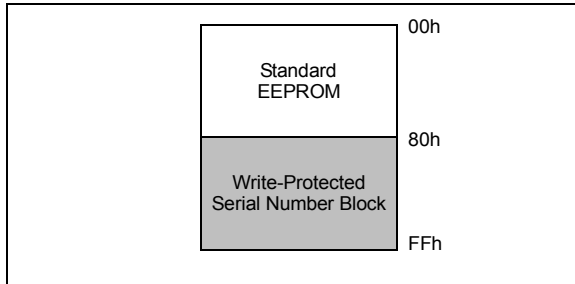 00h
Standard
EEPROM
80h
Write-Protected
Serial Number Block
FFh